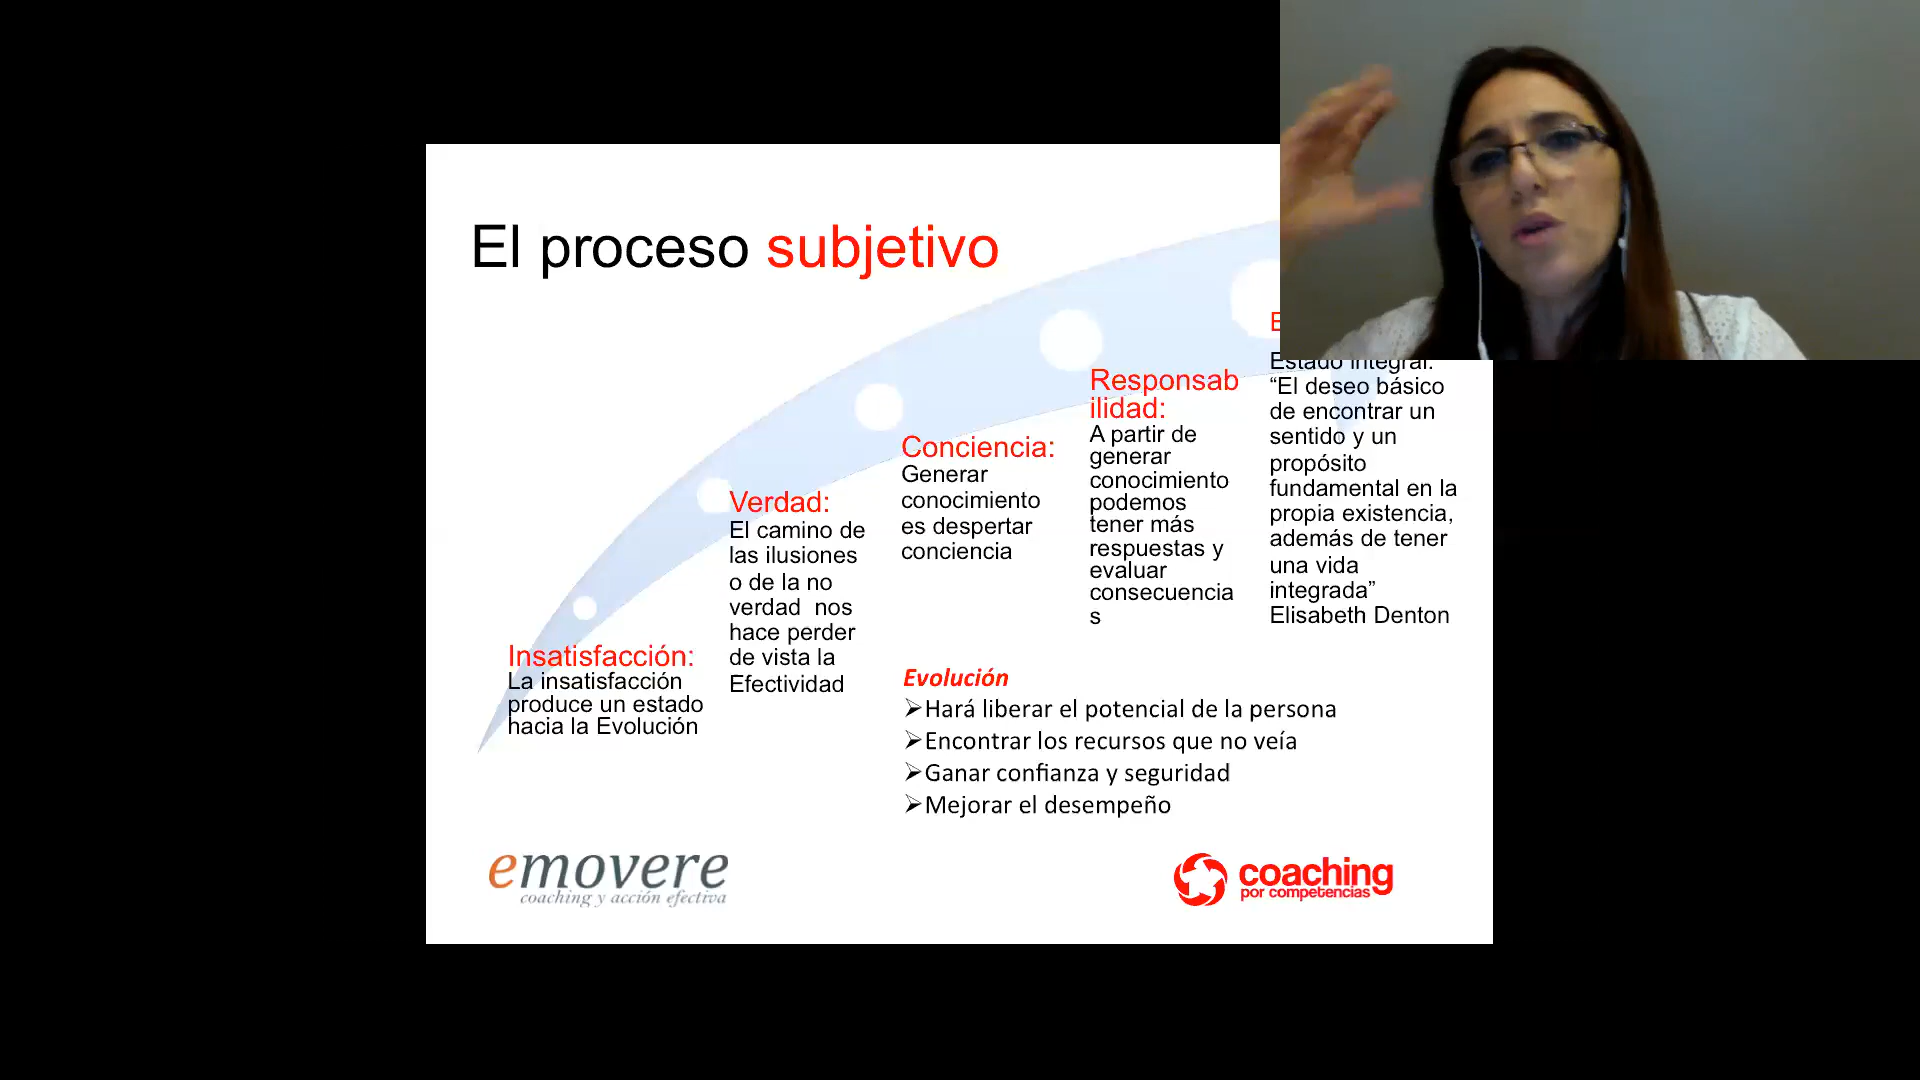 El proceso subjetivo
Insatisfacción:
La insatisfacción
produce un estado
hacia la Evolución
Verdad:
El camino de
las ilusiones
o de la no
verdad  nos
hace perder
de vista la
Efectividad
Conciencia:
Generar
conocimiento
es despertar
conciencia
Responsab
ilidad:
A partir de
generar
conocimiento
podemos
tener más
respuestas y
evaluar
consecuencia
s
Estado integral.
“El deseo básico
de encontrar un
sentido y un
propósito
fundamental en la
propia existencia,
además de tener
una vida
integrada”
Elisabeth Denton
Evolución
➢Hará liberar el potencial de la persona
➢Encontrar los recursos que no veía
➢Ganar confianza y seguridad
➢Mejorar el desempeño
emovere
coaching y acción efectiva
coaching
por competencias